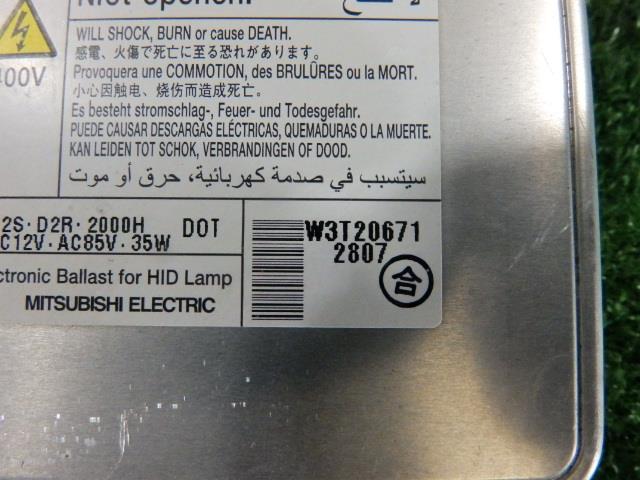 Niet openen.
WILL SHOCK, BURN or cause DEATH.
感電、火傷で死亡に至る恐れがあります。
Provoquera une COMMOTION, des BRULÛRES ou la MORT.
小心因触电、烧伤而造成死亡。
Es besteht stromschlag-, Feuer- und Todesgefahr.
PUEDE CAUSAR DESCARGAS ELÉCTRICAS, QUEMADURAS O LA MUERTE.
KAN LEIDEN TOT SCHOK, VERBRANDINGEN OF DOOD.
سيتسبب في صدمة كهربائية، حرق أو موت
400V
2S·D2R·2000H DOT
C12V·AC85V·35W
ctronic Ballast for HID Lamp
MITSUBISHI ELECTRIC
W3T20671
2807
合